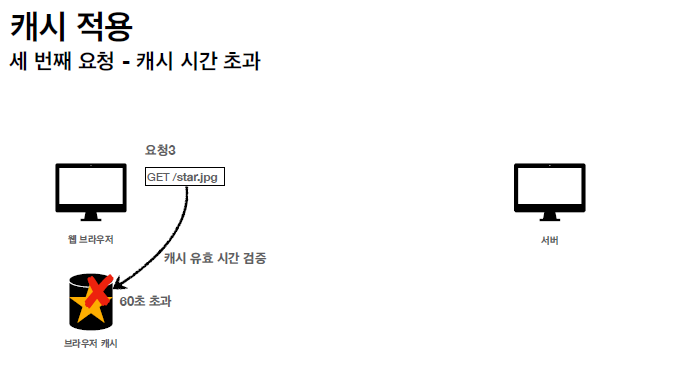 캐시 적용
세 번째 요청 - 캐시 시간 초과
요청3
GET /star.jpg
웹 브라우저
서버
캐시 유효 시간 검증
60초 초과
브라우저 캐시